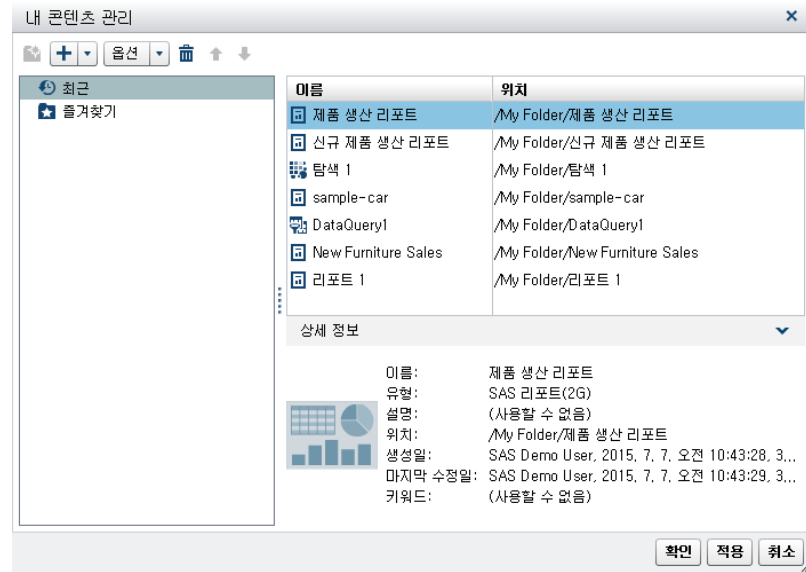 내 콘텐츠 관리
옵션
최근
즐겨찾기
이름 위치
제품 생산 리포트 /My Folder/제품 생산 리포트
신규 제품 생산 리포트 /My Folder/신규 제품 생산 리포트
탐색 1 /My Folder/탐색 1
sample-car /My Folder/sample-car
DataQuery1 /My Folder/DataQuery1
New Furniture Sales /My Folder/New Furniture Sales
리포트 1 /My Folder/리포트 1
상세 정보
이름: 제품 생산 리포트
유형: SAS 리포트(2G)
설명: (사용할 수 없음)
위치: /My Folder/제품 생산 리포트
생성일: SAS Demo User, 2015. 7. 7. 오전 10:43:28, 3...
마지막 수정일: SAS Demo User, 2015. 7. 7. 오전 10:43:29, 3...
키워드: (사용할 수 없음)
확인 적용 취소